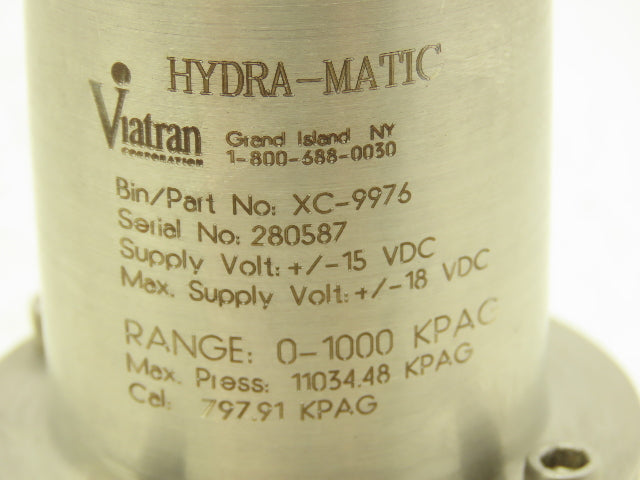 HYDRA-MATIC
Viatran
CORPORATION
Grand Island NY
1-800-688-0030
Bin/Part No: XC-9976
Serial No: 280587
Supply Volt: +/-15 VDC
Max. Supply Volt: +/-18 VDC
RANGE: 0-1000 KPAG
Max. Press: 11034.48 KPAG
Cal: 797.91 KPAG